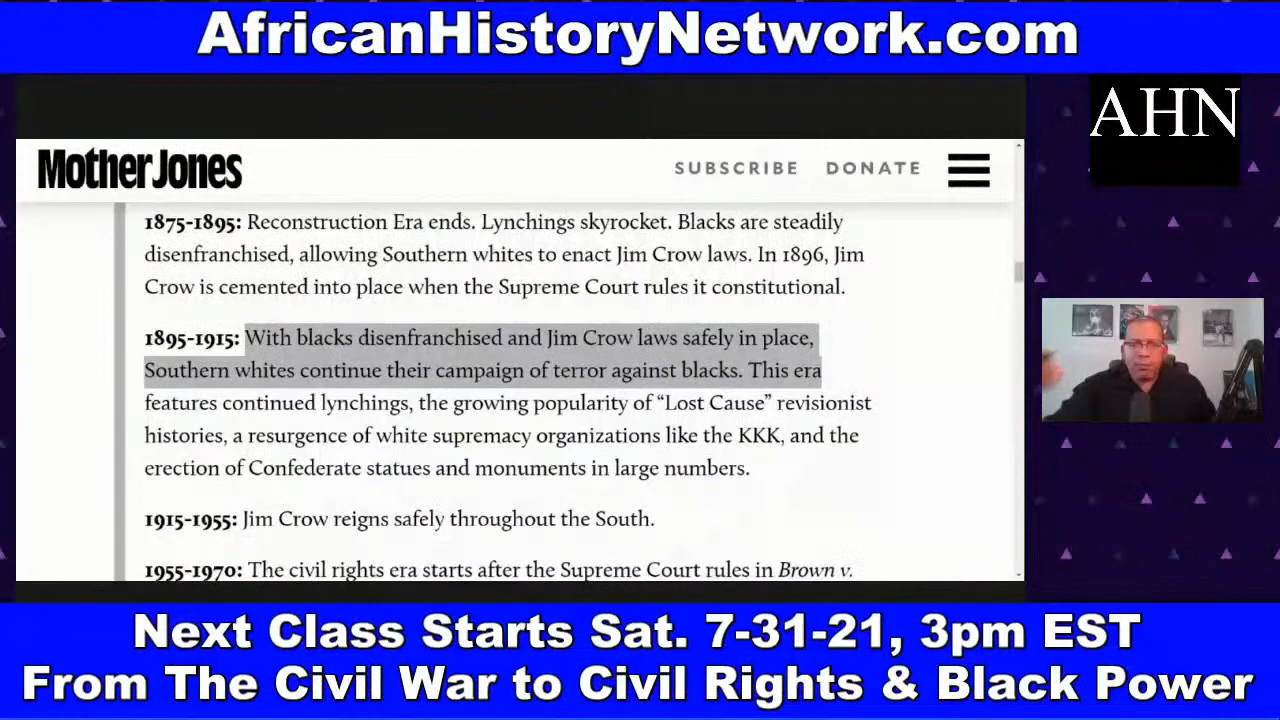 AfricanHistoryNetwork.com
AHN
Mother Jones
SUBSCRIBE DONATE
1875-1895: Reconstruction Era ends. Lynchings skyrocket. Blacks are steadily
disenfranchised, allowing Southern whites to enact Jim Crow laws. In 1896, Jim
Crow is cemented into place when the Supreme Court rules it constitutional.
1895-1915: With blacks disenfranchised and Jim Crow laws safely in place,
Southern whites continue their campaign of terror against blacks. This era
features continued lynchings, the growing popularity of “Lost Cause” revisionist
histories, a resurgence of white supremacy organizations like the KKK, and the
erection of Confederate statues and monuments in large numbers.
1915-1955: Jim Crow reigns safely throughout the South.
1955-1970: The civil rights era starts after the Supreme Court rules in Brown v.
Next Class Starts Sat. 7-31-21, 3pm EST
From The Civil War to Civil Rights & Black Power